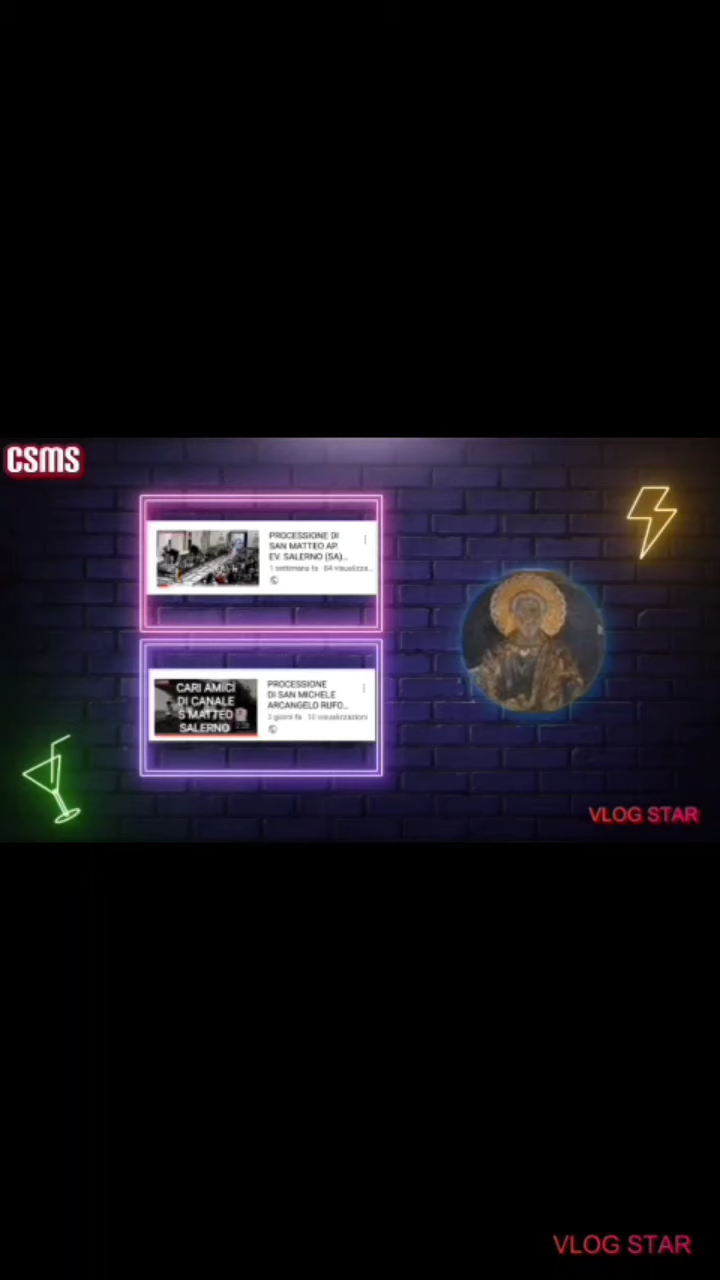 CSMS
PROCESSIONE DI
SAN MATTEO AP.
EV. SALERNO (SA)...
1 settimana fa · 64 visualizza...
CARI AMICI
DI CANALE
S MATTEO
SALERNO
PROCESSIONE
DI SAN MICHELE
ARCANGELO RUFO...
3 giorni fa · 10 visualizzazioni
VLOG STAR
VLOG STAR